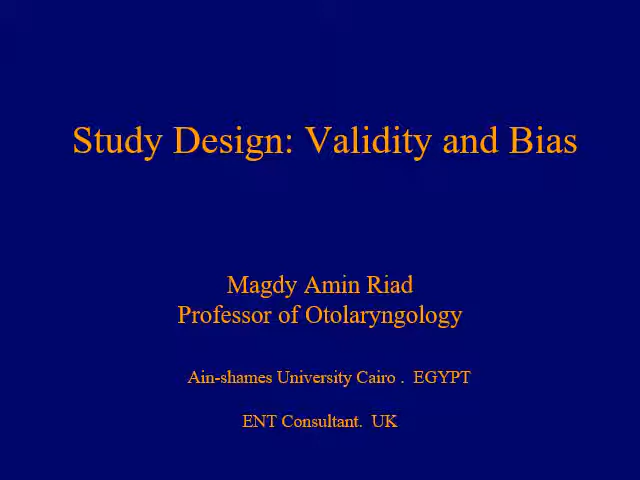 Study Design: Validity and Bias
Magdy Amin Riad
Professor of Otolaryngology
Ain-shames University Cairo .  EGYPT
ENT Consultant.  UK